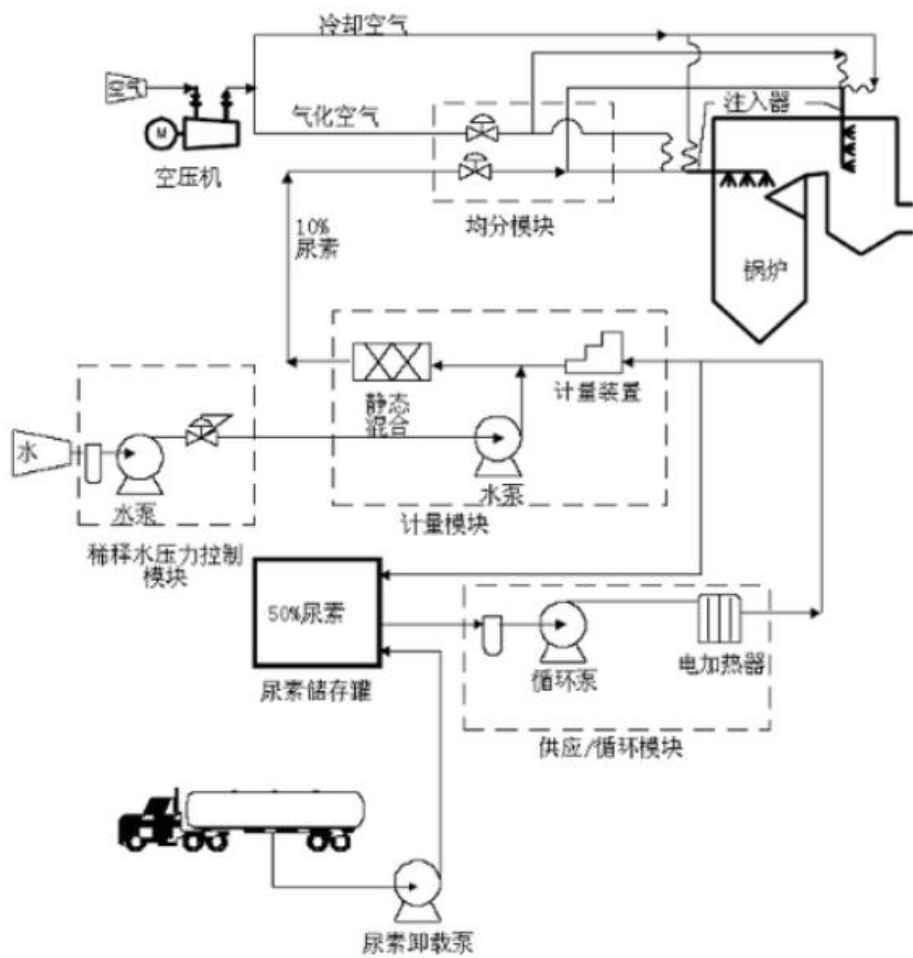 冷却空气
空气
气化空气
M
空压机
注入器
均分模块
10%
尿素
锅炉
静态
混合
计量装置
水
水泵
水泵
计量模块
稀释水压力控制
模块
50%尿素
尿素储存罐
循环泵
电加热器
供应/循环模块
尿素卸载泵